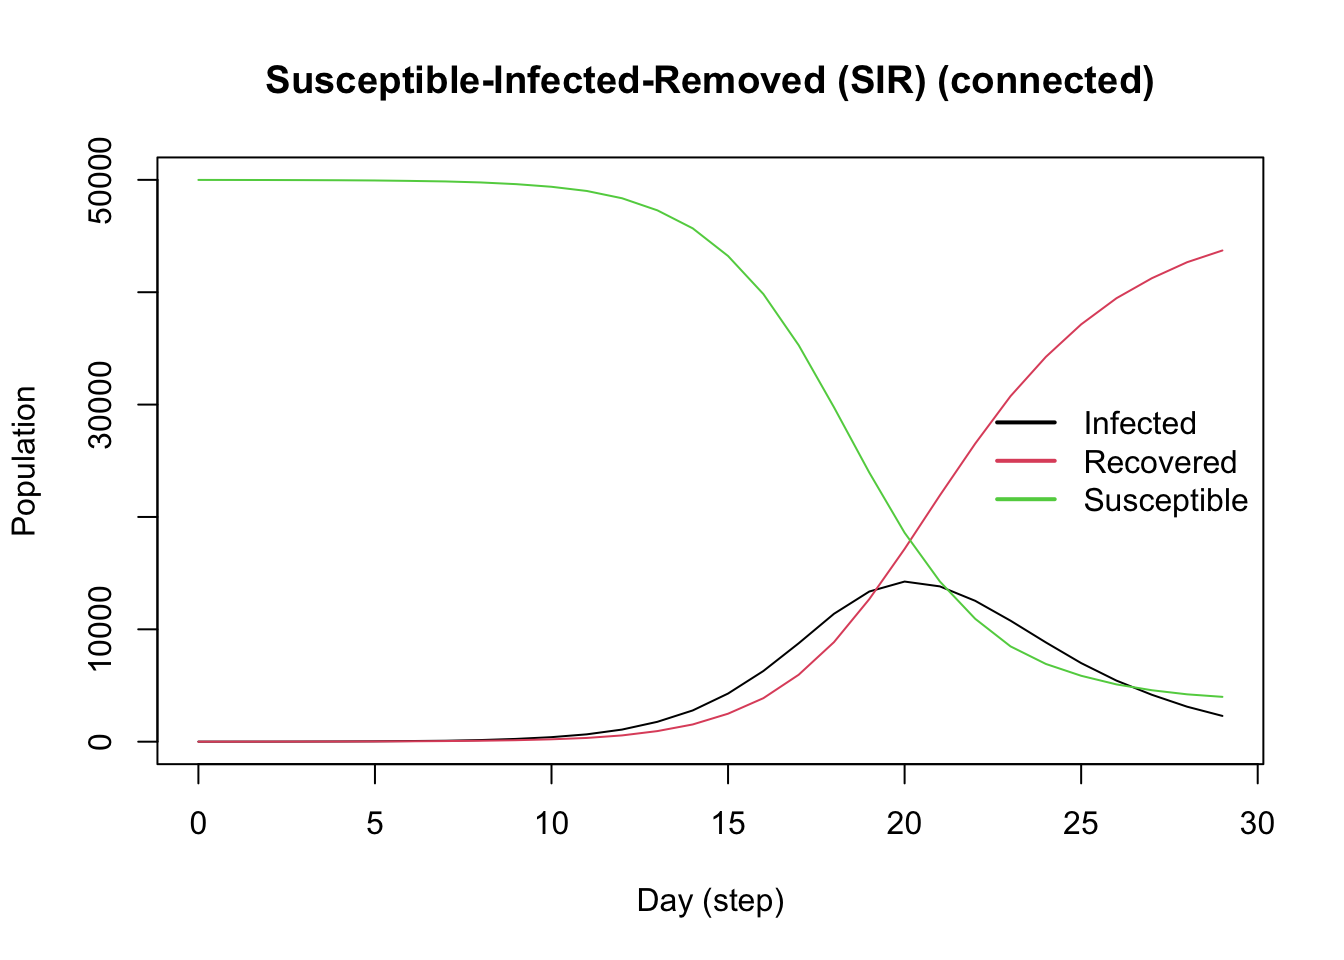 Susceptible-Infected-Removed (SIR) (connected)
Population
50000
30000
10000
0
Infected
Recovered
Susceptible
0 5 10 15 20 25 30
Day (step)